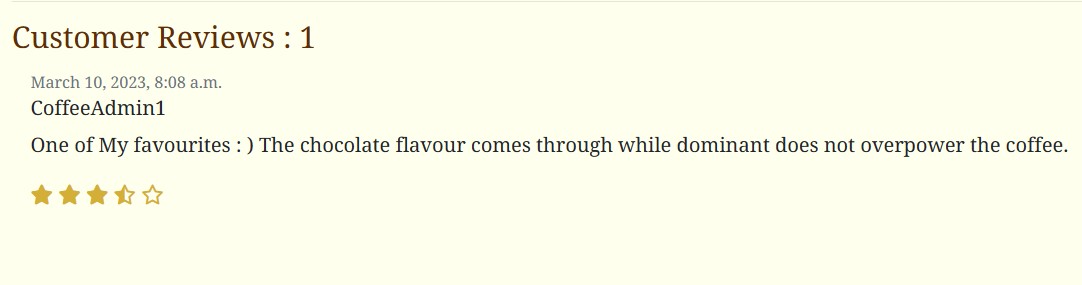 Customer Reviews : 1
March 10, 2023, 8:08 a.m.
CoffeeAdmin1
One of My favourites : ) The chocolate flavour comes through while dominant does not overpower the coffee.